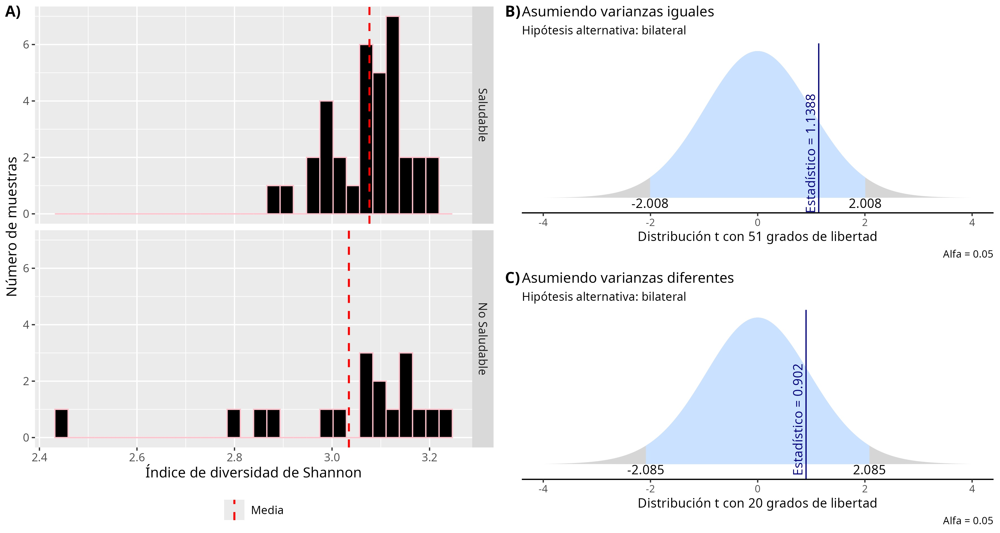 A)
Número de muestras
6
4
2
0
Saludable
6
4
2
0
No Saludable
2.4 2.6 2.8 3.0 3.2
Índice de diversidad de Shannon
Media
B) Asumiendo varianzas iguales
Hipótesis alternativa: bilateral
Estadístico = 1.1388
-2.008 2.008
-4 -2 0 2 4
Distribución t con 51 grados de libertad
Alfa = 0.05
C) Asumiendo varianzas diferentes
Hipótesis alternativa: bilateral
Estadístico = 0.902
-2.085 2.085
-4 -2 0 2 4
Distribución t con 20 grados de libertad
Alfa = 0.05